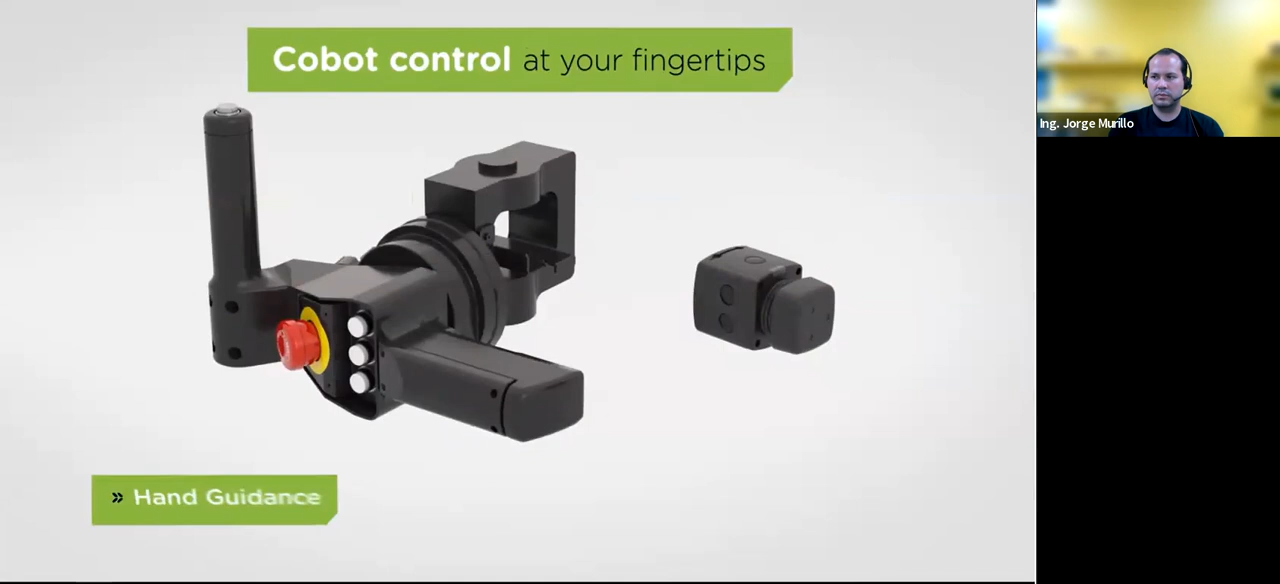 Cobot control at your fingertips
Ing. Jorge Murillo
» Hand Guidance